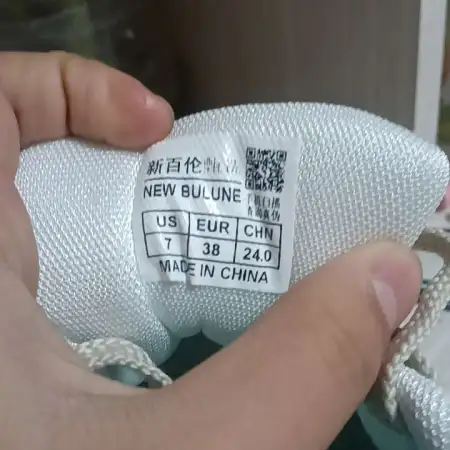 新百伦
NEW BULUNE
US EUR CHN
7 38 24.0
MADE IN CHINA